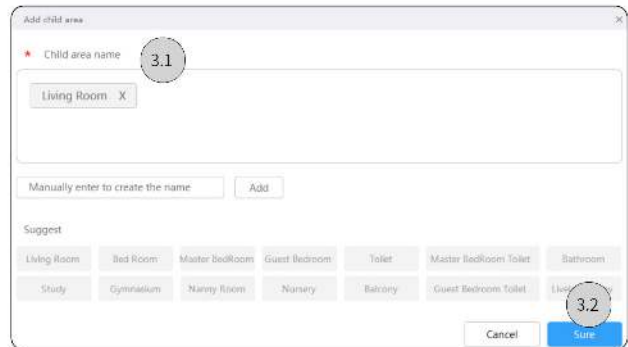 Add child area ×
* Child area name 3.1
Living Room X
Manually enter to create the name Add
Suggest
Living Room Bed Room Master BedRoom Guest Bedroom Toilet Master BedRoom Toilet Bathroom
Study Gymnasium Nanny Room Nursery Balcony Guest Bedroom Toilet
3.2
Cancel Sure